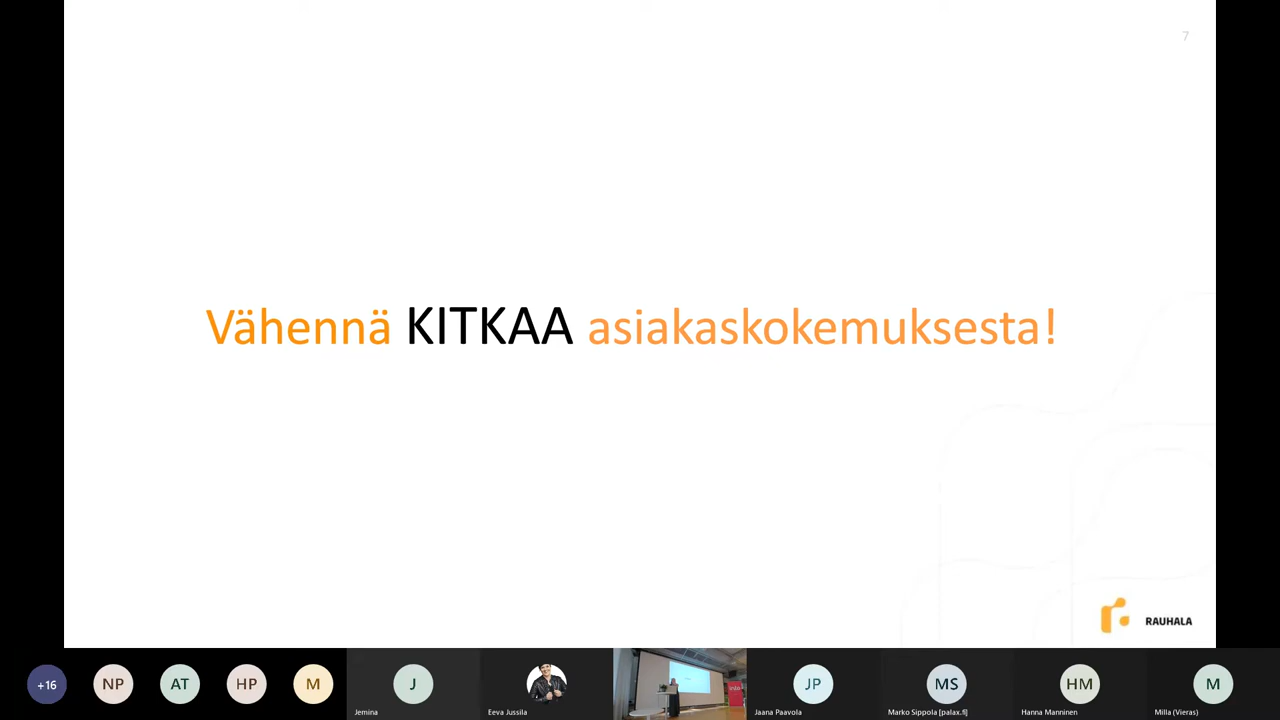 7
Vähennä KITKAA asiakaskokemuksesta!
RAUHALA
+16
NP
AT
HP
M
J
JP
MS
HM
M
Jemina
Eeva Jussila
Jaana Paavola
Marko Sippola [palax.fi]
Hanna Manninen
Milla (Vieras)